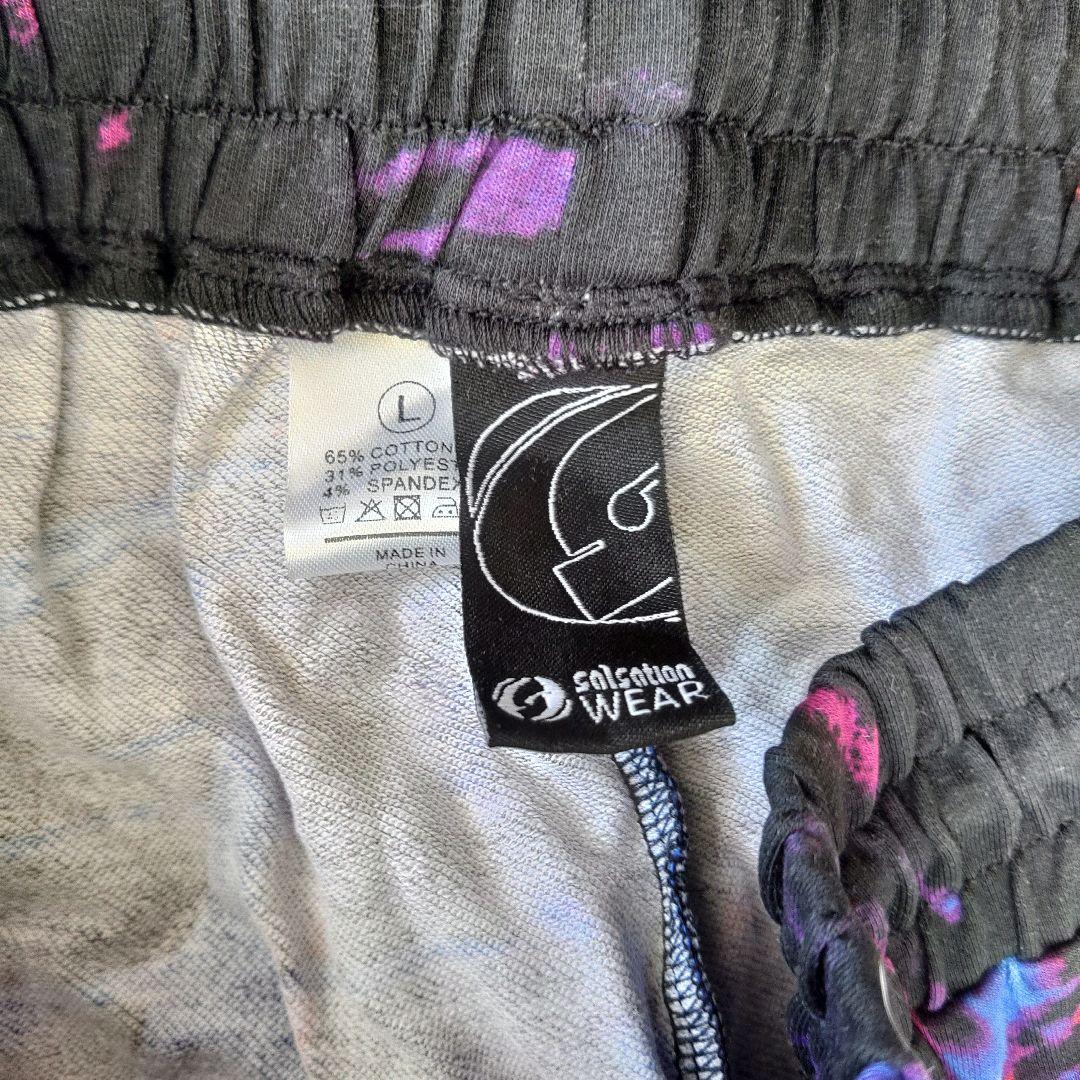 L
65% COTTON
31% POLYEST
4% SPANDEX
MADE IN
CHINA
salsation
WEAR